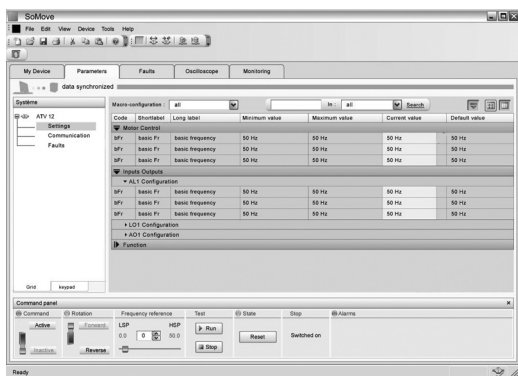 SoMove
File Edit View Device Tools Help
My Device Parameters Faults Oscilloscope Monitoring
data synchronized
Système
ATV 12
Settings
Communication
Faults
Grid keypad
Macro-configuration : all In : all Search
Code Shortlabel Long label Minimum value Maximum value Current value Default value
Motor Control
bFr basic Fr basic frequency 50 Hz 50 Hz 50 Hz 50 Hz
bFr basic Fr basic frequency 50 Hz 50 Hz 50 Hz 50 Hz
bFr basic Fr basic frequency 50 Hz 50 Hz 50 Hz 50 Hz
Inputs Outputs
AL1 Configuration
bFr basic Fr basic frequency 50 Hz 50 Hz 50 Hz 50 Hz
bFr basic Fr basic frequency 50 Hz 50 Hz 50 Hz 50 Hz
bFr basic Fr basic frequency 50 Hz 50 Hz 50 Hz 50 Hz
LO1 Configuration
AO1 Configuration
Function
Command panel
Command Rotation Frequency reference Test State Stop Alarms
Active Forward LSP HSP Run
0.0 0 50.0 Reset Switched on
Inactive Reverse Stop
Ready